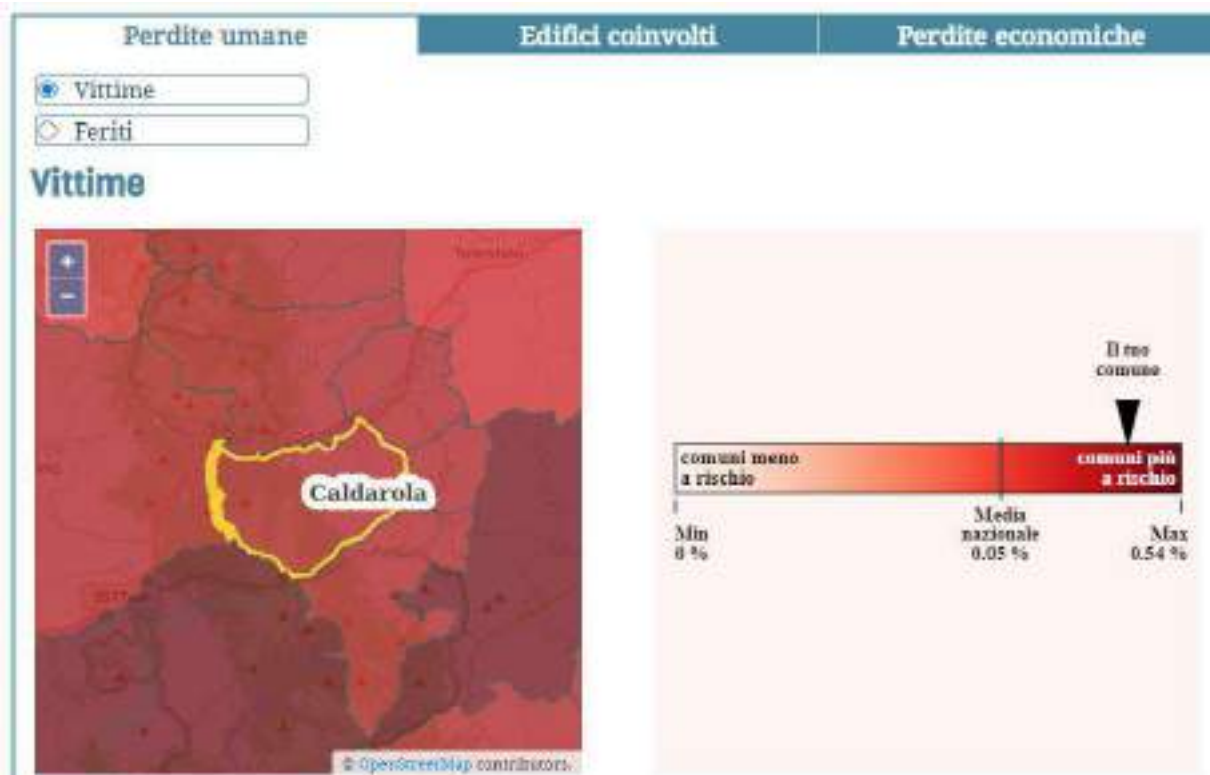 Perdite umane
Edifici coinvolti
Perdite economiche
Vittime
Feriti
Vittime
+
−
Caldarola
© OpenStreetMap contributors.
Il tuo
comune
comuni meno
a rischio
comuni più
a rischio
Min
0 %
Media
nazionale
0.05 %
Max
0.54 %